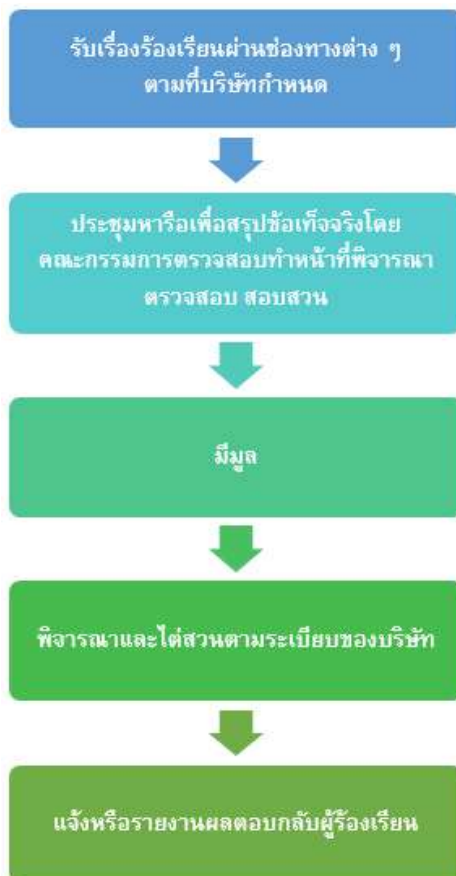 รับเรื่องร้องเรียนผ่านช่องทางต่าง ๆ
ตามที่บริษัทกำหนด
ประชุมหารือเพื่อสรุปข้อเท็จจริงโดย
คณะกรรมการตรวจสอบทำหน้าที่พิจารณา
ตรวจสอบ สอบสวน
มีมูล
พิจารณาและไต่สวนตามระเบียบของบริษัท
แจ้งหรือรายงานผลตอบกลับผู้ร้องเรียน